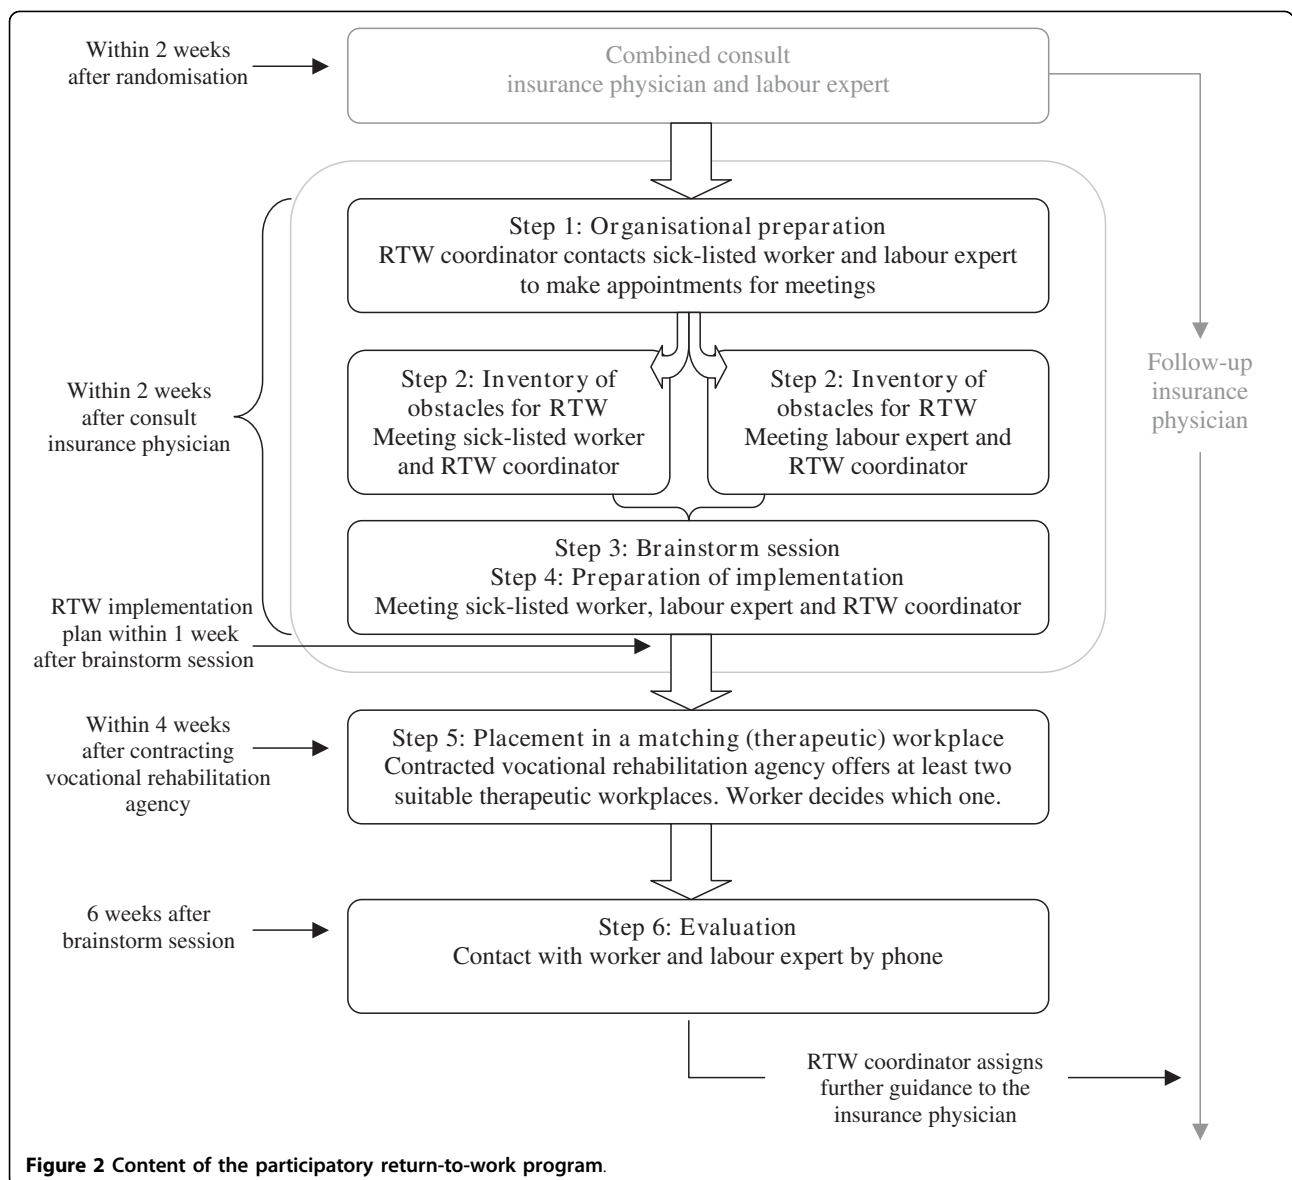 Within 2 weeks
after randomisation
Combined consult
insurance physician and labour expert
Step 1: Organisational preparation
RTW coordinator contacts sick-listed worker and labour expert
to make appointments for meetings
Within 2 weeks
after consult
insurance physician
Step 2: Inventory of
obstacles for RTW
Meeting sick-listed worker
and RTW coordinator
Step 2: Inventory of
obstacles for RTW
Meeting labour expert and
RTW coordinator
Follow-up
insurance
physician
Step 3: Brainstorm session
Step 4: Preparation of implementation
Meeting sick-listed worker, labour expert and RTW coordinator
RTW implementation
plan within 1 week
after brainstorm session
Within 4 weeks
after contracting
vocational rehabilitation
agency
Step 5: Placement in a matching (therapeutic) workplace
Contracted vocational rehabilitation agency offers at least two
suitable therapeutic workplaces. Worker decides which one.
6 weeks after
brainstorm session
Step 6: Evaluation
Contact with worker and labour expert by phone
RTW coordinator assigns
further guidance to the
insurance physician
Figure 2 Content of the participatory return-to-work program.